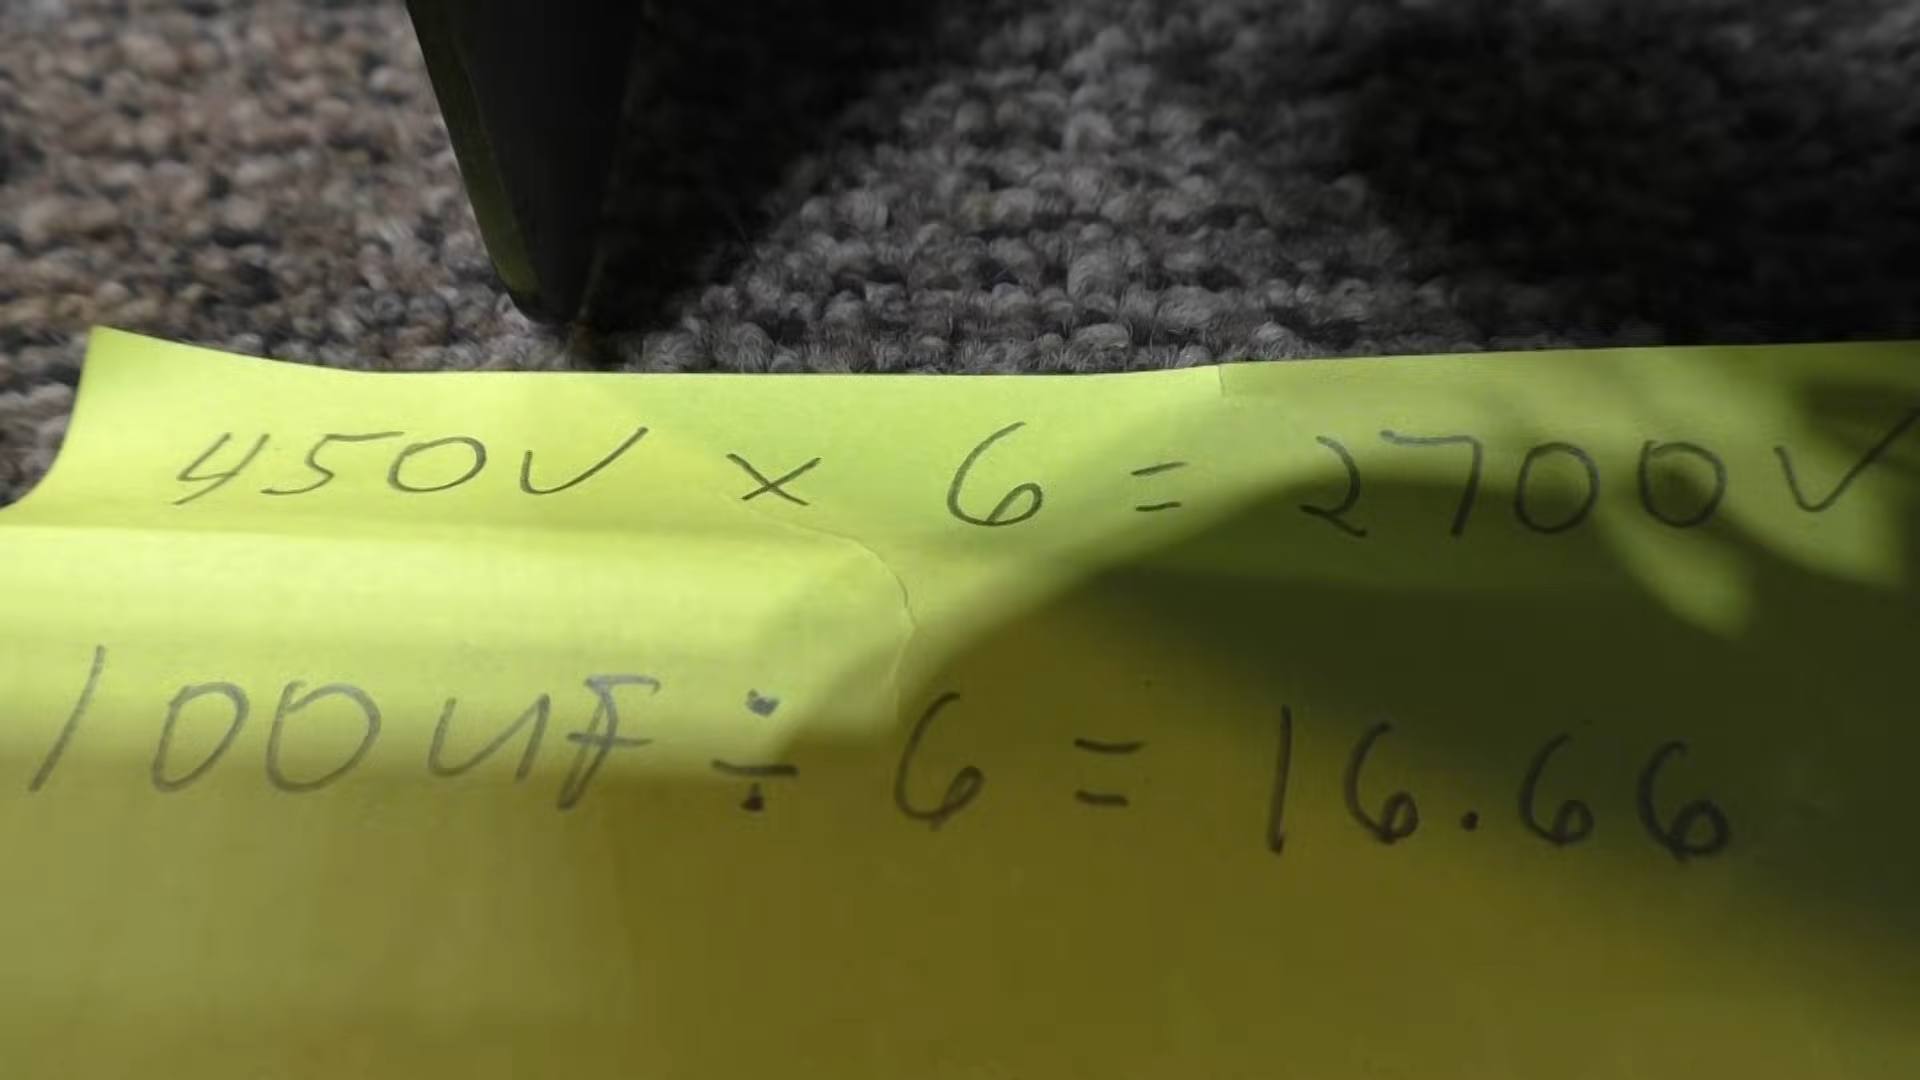 450V x 6 = 2700V
100uF ÷ 6 = 16.66